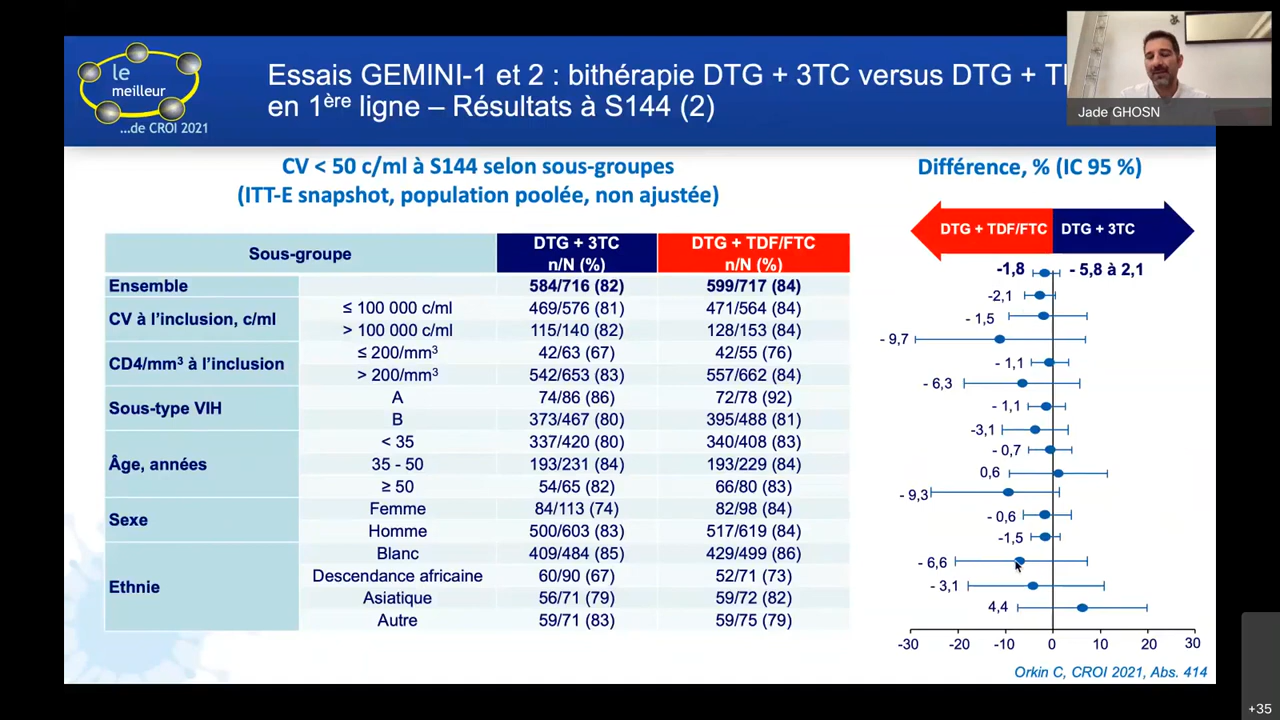 le
meilleur
...de CROI 2021
Essais GEMINI-1 et 2 : bithérapie DTG + 3TC versus DTG +
en 1ère ligne – Résultats à S144 (2)
Jade GHOSN
CV < 50 c/ml à S144 selon sous-groupes
(ITT-E snapshot, population poolée, non ajustée)
Différence, % (IC 95 %)
DTG + TDF/FTC DTG + 3TC
Sous-groupe DTG + 3TC n/N (%) DTG + TDF/FTC n/N (%)
Ensemble 584/716 (82) 599/717 (84) -1,8 - 5,8 à 2,1
CV à l'inclusion, c/ml ≤ 100 000 c/ml 469/576 (81) 471/564 (84) -2,1
> 100 000 c/ml 115/140 (82) 128/153 (84) - 1,5
CD4/mm³ à l'inclusion ≤ 200/mm³ 42/63 (67) 42/55 (76) - 9,7
> 200/mm³ 542/653 (83) 557/662 (84) - 1,1
Sous-type VIH A 74/86 (86) 72/78 (92) - 6,3
B 373/467 (80) 395/488 (81) - 1,1
Âge, années < 35 337/420 (80) 340/408 (83) -3,1
35 - 50 193/231 (84) 193/229 (84) - 0,7
≥ 50 54/65 (82) 66/80 (83) 0,6
Sexe Femme 84/113 (74) 82/98 (84) - 9,3
Homme 500/603 (83) 517/619 (84) - 0,6
Ethnie Blanc 409/484 (85) 429/499 (86) -1,5
Descendance africaine 60/90 (67) 52/71 (73) - 6,6
Asiatique 56/71 (79) 59/72 (82) - 3,1
Autre 59/71 (83) 59/75 (79) 4,4
-30 -20 -10 0 10 20 30
Orkin C, CROI 2021, Abs. 414
+35